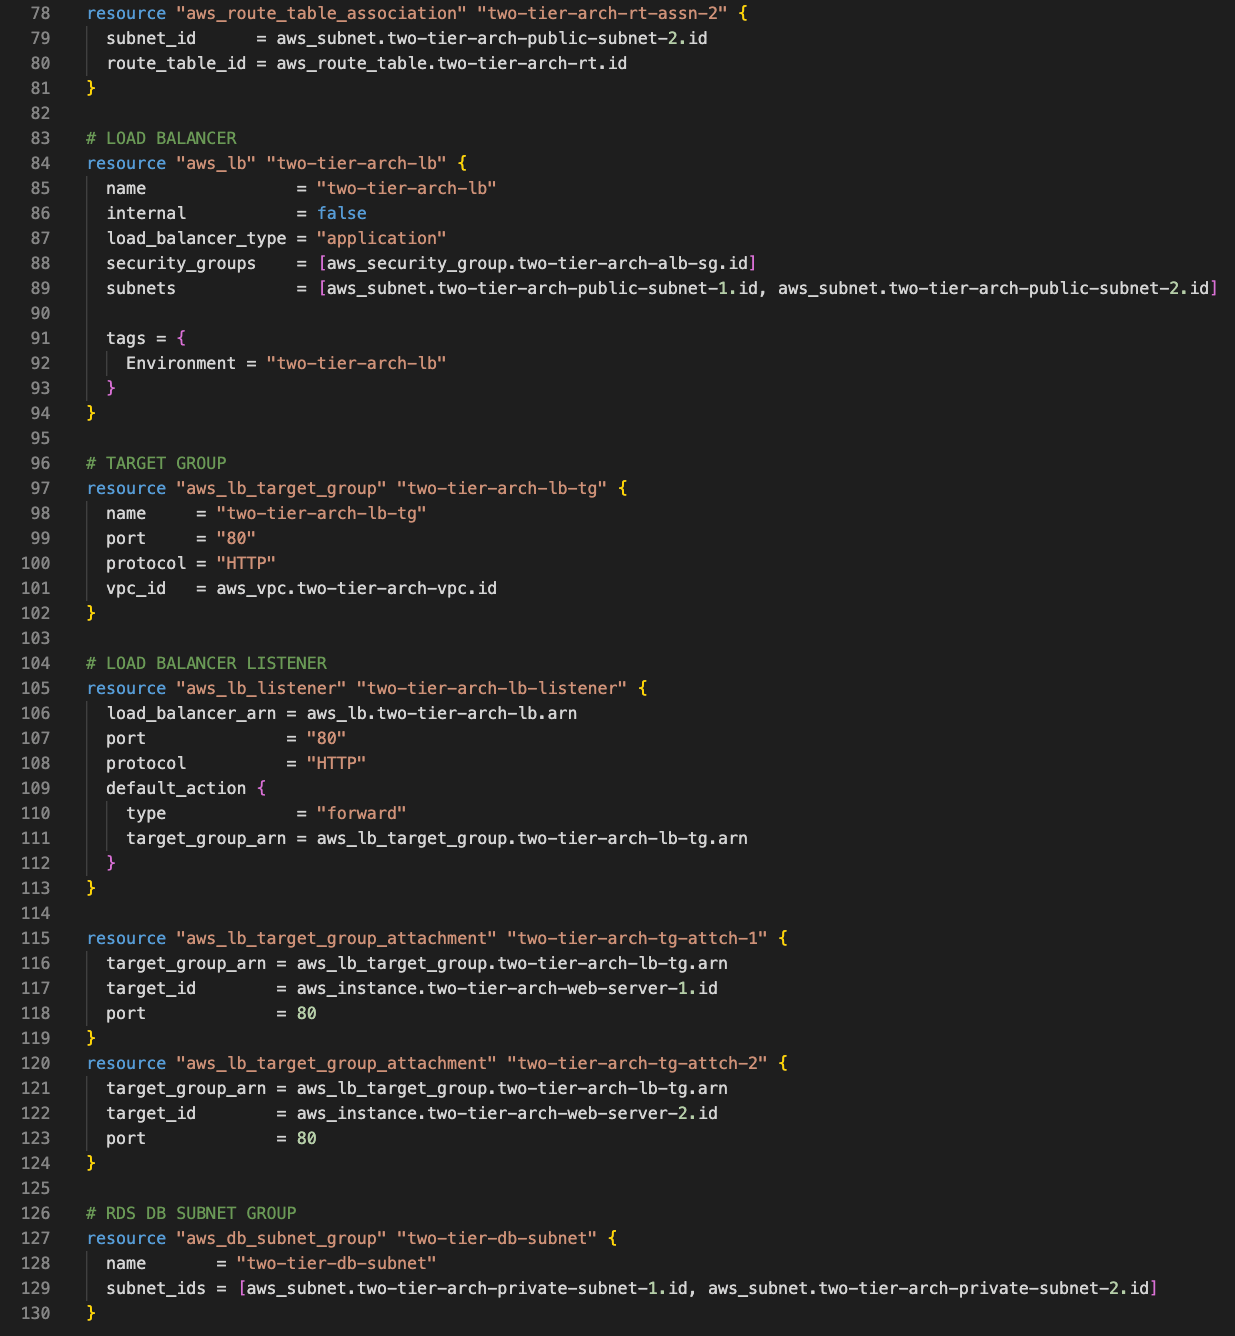 78 resource "aws_route_table_association" "two-tier-arch-rt-assn-2" {
79   subnet_id      = aws_subnet.two-tier-arch-public-subnet-2.id
80   route_table_id = aws_route_table.two-tier-arch-rt.id
81 }
82
83 # LOAD BALANCER
84 resource "aws_lb" "two-tier-arch-lb" {
85   name               = "two-tier-arch-lb"
86   internal           = false
87   load_balancer_type = "application"
88   security_groups    = [aws_security_group.two-tier-arch-alb-sg.id]
89   subnets            = [aws_subnet.two-tier-arch-public-subnet-1.id, aws_subnet.two-tier-arch-public-subnet-2.id]
90
91   tags = {
92     Environment = "two-tier-arch-lb"
93   }
94 }
95
96 # TARGET GROUP
97 resource "aws_lb_target_group" "two-tier-arch-lb-tg" {
98   name     = "two-tier-arch-lb-tg"
99   port     = "80"
100   protocol = "HTTP"
101   vpc_id   = aws_vpc.two-tier-arch-vpc.id
102 }
103
104 # LOAD BALANCER LISTENER
105 resource "aws_lb_listener" "two-tier-arch-lb-listener" {
106   load_balancer_arn = aws_lb.two-tier-arch-lb.arn
107   port              = "80"
108   protocol          = "HTTP"
109   default_action {
110     type             = "forward"
111     target_group_arn = aws_lb_target_group.two-tier-arch-lb-tg.arn
112   }
113 }
114
115 resource "aws_lb_target_group_attachment" "two-tier-arch-tg-attch-1" {
116   target_group_arn = aws_lb_target_group.two-tier-arch-lb-tg.arn
117   target_id        = aws_instance.two-tier-arch-web-server-1.id
118   port             = 80
119 }
120 resource "aws_lb_target_group_attachment" "two-tier-arch-tg-attch-2" {
121   target_group_arn = aws_lb_target_group.two-tier-arch-lb-tg.arn
122   target_id        = aws_instance.two-tier-arch-web-server-2.id
123   port             = 80
124 }
125
126 # RDS DB SUBNET GROUP
127 resource "aws_db_subnet_group" "two-tier-db-subnet" {
128   name       = "two-tier-db-subnet"
129   subnet_ids = [aws_subnet.two-tier-arch-private-subnet-1.id, aws_subnet.two-tier-arch-private-subnet-2.id]
130 }